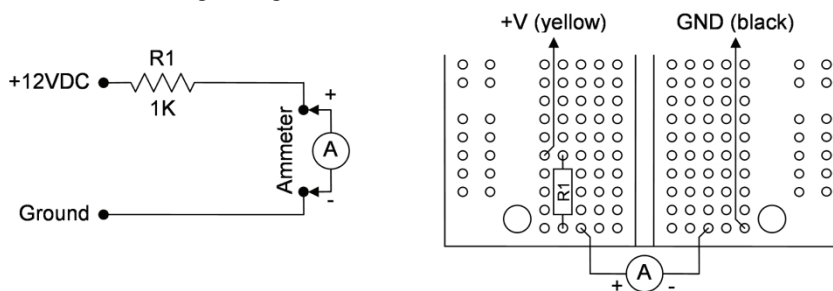 +V (yellow)
GND (black)
R1
+12VDC
1K
+
Ammeter
A
-
Ground
R1
+
A
-